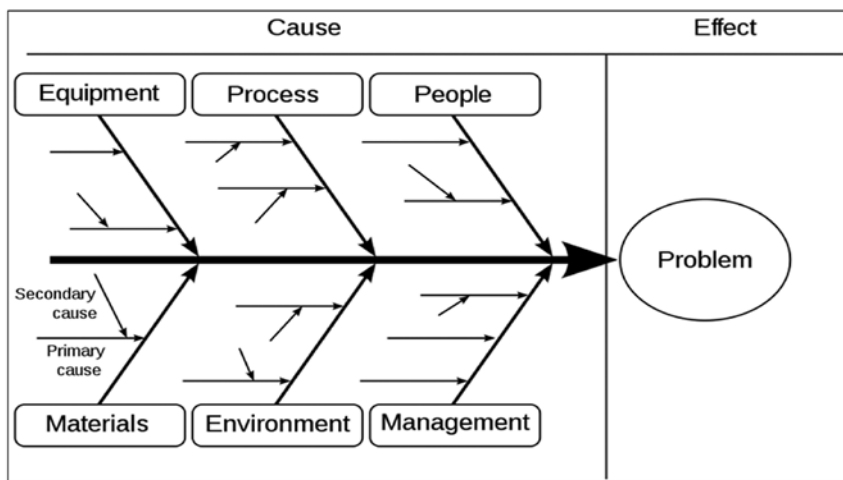 Cause
Effect
Equipment
Process
People
Problem
Secondary
cause
Primary
cause
Materials
Environment
Management